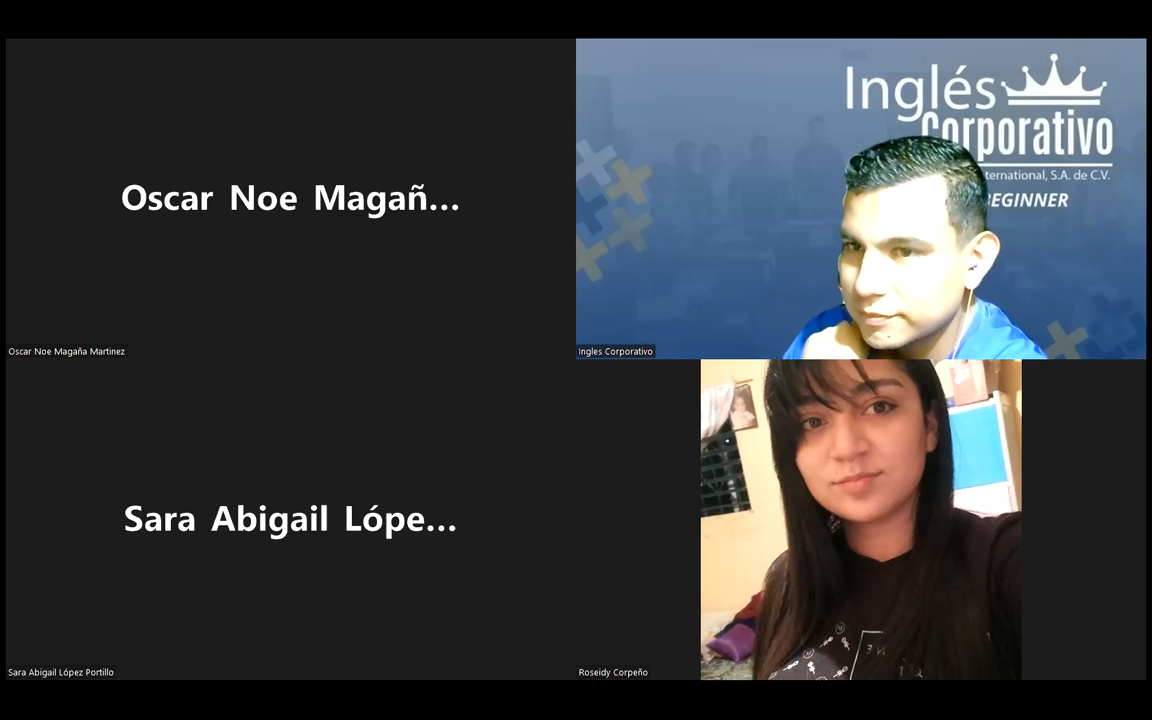 Oscar Noe Magañ...
Oscar Noe Magaña Martinez
Inglés
Corporativo
ternational, S.A. de C.V.
BEGINNER
Ingles Corporativo
Sara Abigail Lópe...
Sara Abigail López Portillo
Roseidy Corpeño